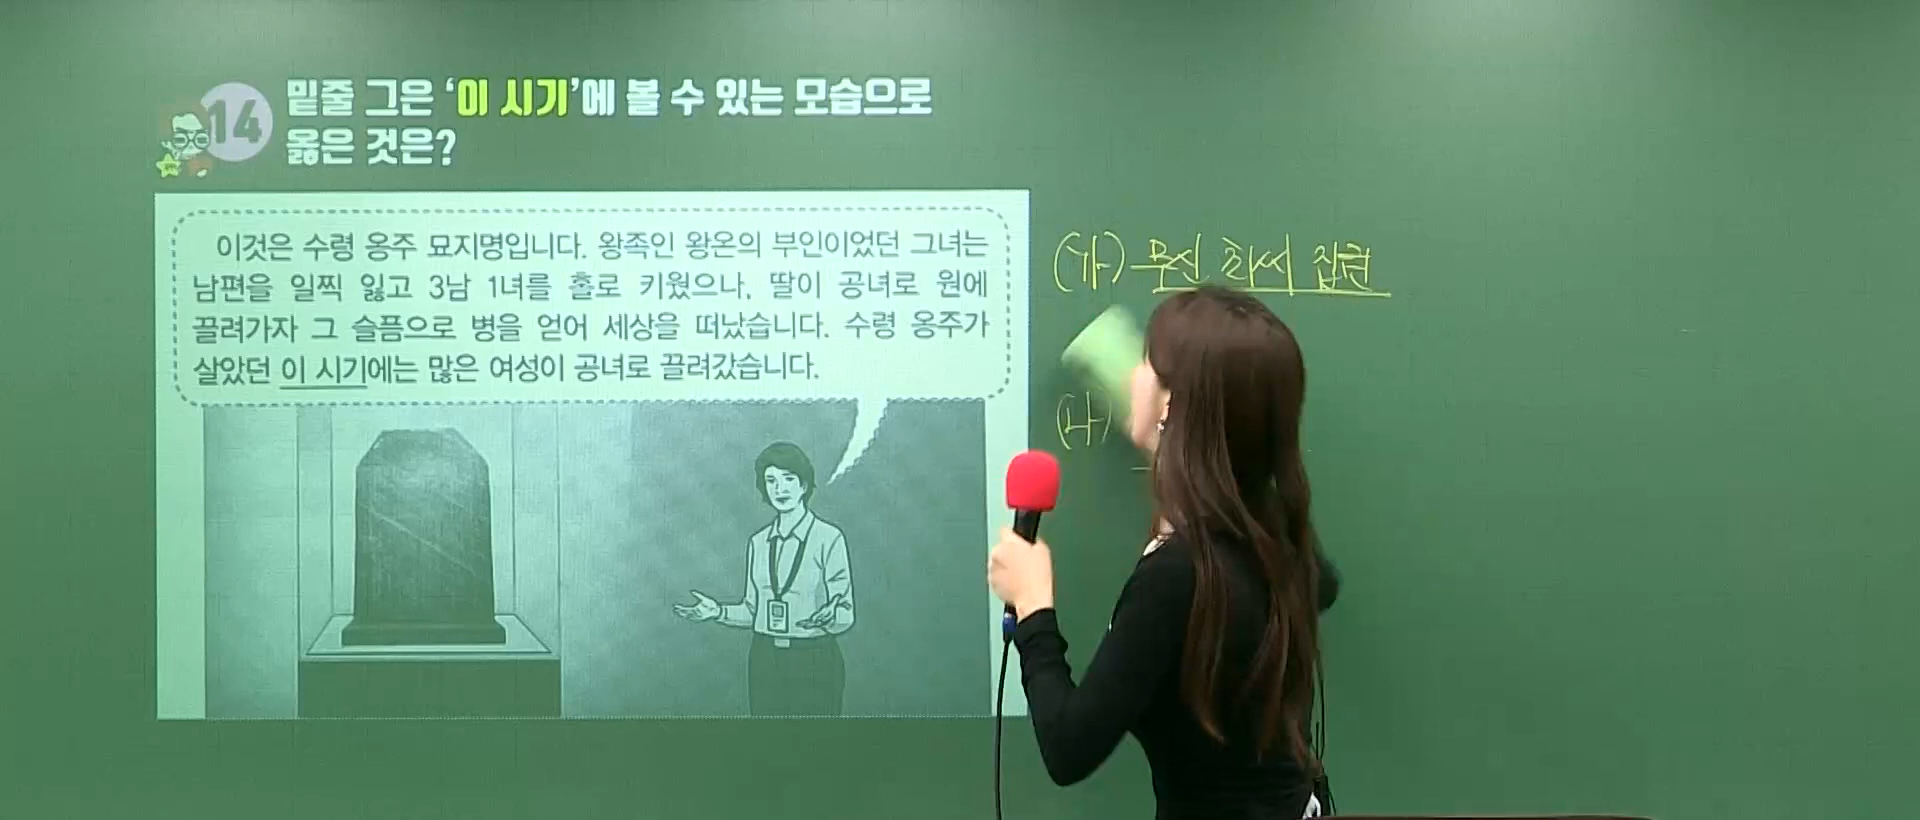 14
밑줄 그은 '이 시기'에 볼 수 있는 모습으로
옳은 것은?
이것은 수령 옹주 묘지명입니다. 왕족인 왕온의 부인이었던 그녀는
남편을 일찍 잃고 3남 1녀를 홀로 키웠으나, 딸이 공녀로 원에
끌려가자 그 슬픔으로 병을 얻어 세상을 떠났습니다. 수령 옹주가
살았던 이 시기에는 많은 여성이 공녀로 끌려갔습니다.
(가) 무신 최씨 집권
(나)